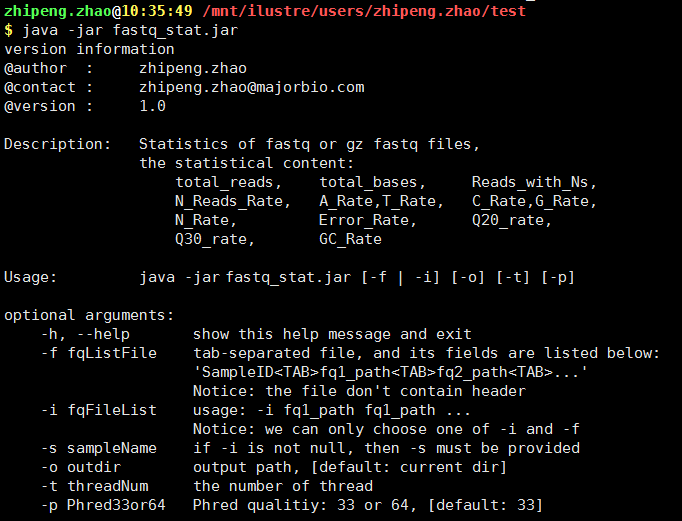 zhipeng.zhao@10:35:49 /mnt/ilustre/users/zhipeng.zhao/test
$ java -jar fastq_stat.jar
version information
@author  :     zhipeng.zhao
@contact :     zhipeng.zhao@majorbio.com
@version :     1.0
Description:   Statistics of fastq or gz fastq files,
the statistical content:
total_reads,    total_bases,     Reads_with_Ns,
N_Reads_Rate,   A_Rate,T_Rate,   C_Rate,G_Rate,
N_Rate,         Error_Rate,      Q20_rate,
Q30_rate,       GC_Rate
Usage:         java -jar fastq_stat.jar [-f | -i] [-o] [-t] [-p]
optional arguments:
-h, --help       show this help message and exit
-f fqListFile    tab-separated file, and its fields are listed below:
'SampleID<TAB>fq1_path<TAB>fq2_path<TAB>...'
Notice: the file don't contain header
-i fqFileList    usage: -i fq1_path fq1_path ...
Notice: we can only choose one of -i and -f
-s sampleName    if -i is not null, then -s must be provided
-o outdir        output path, [default: current dir]
-t threadNum     the number of thread
-p Phred33or64   Phred qualitiy: 33 or 64, [default: 33]